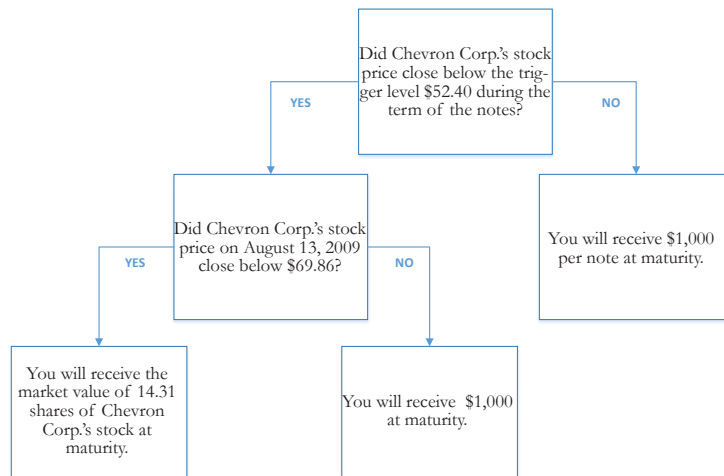 Did Chevron Corp.'s stock
price close below the trig-
ger level $52.40 during the
term of the notes?
YES
NO
Did Chevron Corp.'s stock
price on August 13, 2009
close below $69.86?
You will receive $1,000
per note at maturity.
YES
NO
You will receive the
market value of 14.31
shares of Chevron
Corp.'s stock at
maturity.
You will receive $1,000
at maturity.